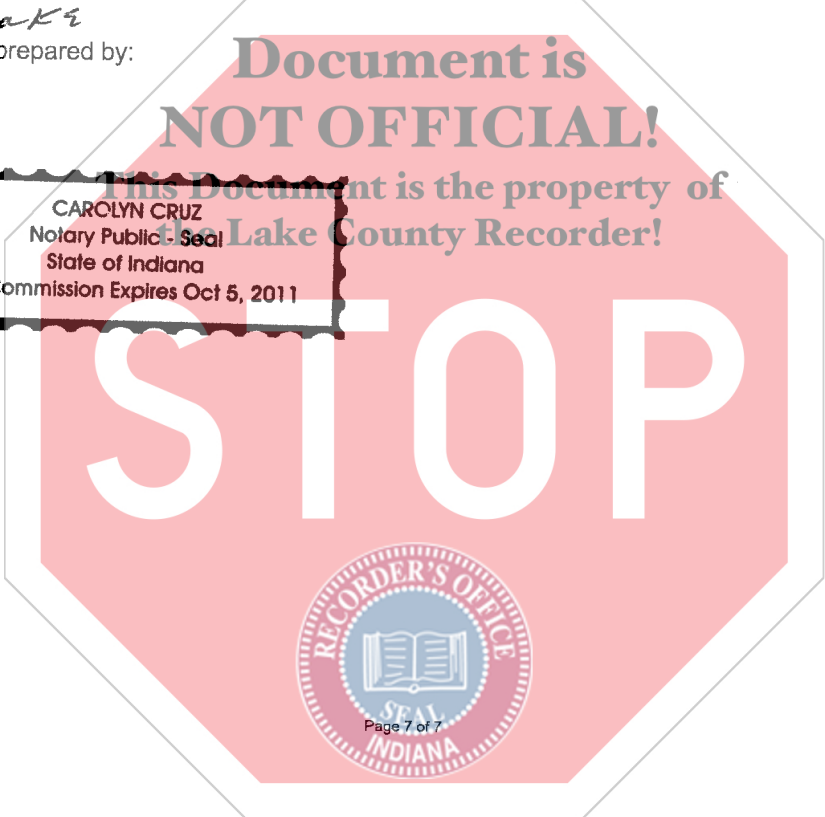 prepared by:
Document is
NOT OFFICIAL!
This Document is the property of
the Lake County Recorder!
CAROLYN CRUZ
Notary Public - Seal
State of Indiana
ommission Expires Oct 5, 2011
STOP
RECORDER'S OFFICE
SEAL
Page 7 of 7
INDIANA